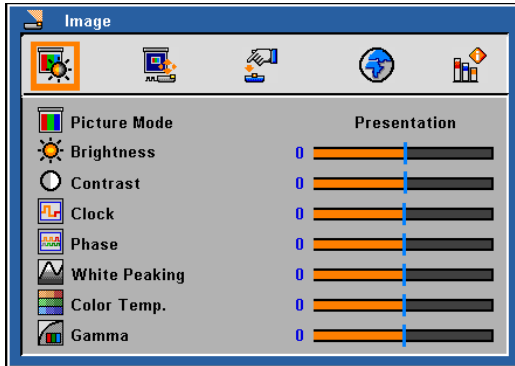 Image
Picture Mode Presentation
Brightness 0
Contrast 0
Clock 0
Phase 0
White Peaking 0
Color Temp. 0
Gamma 0